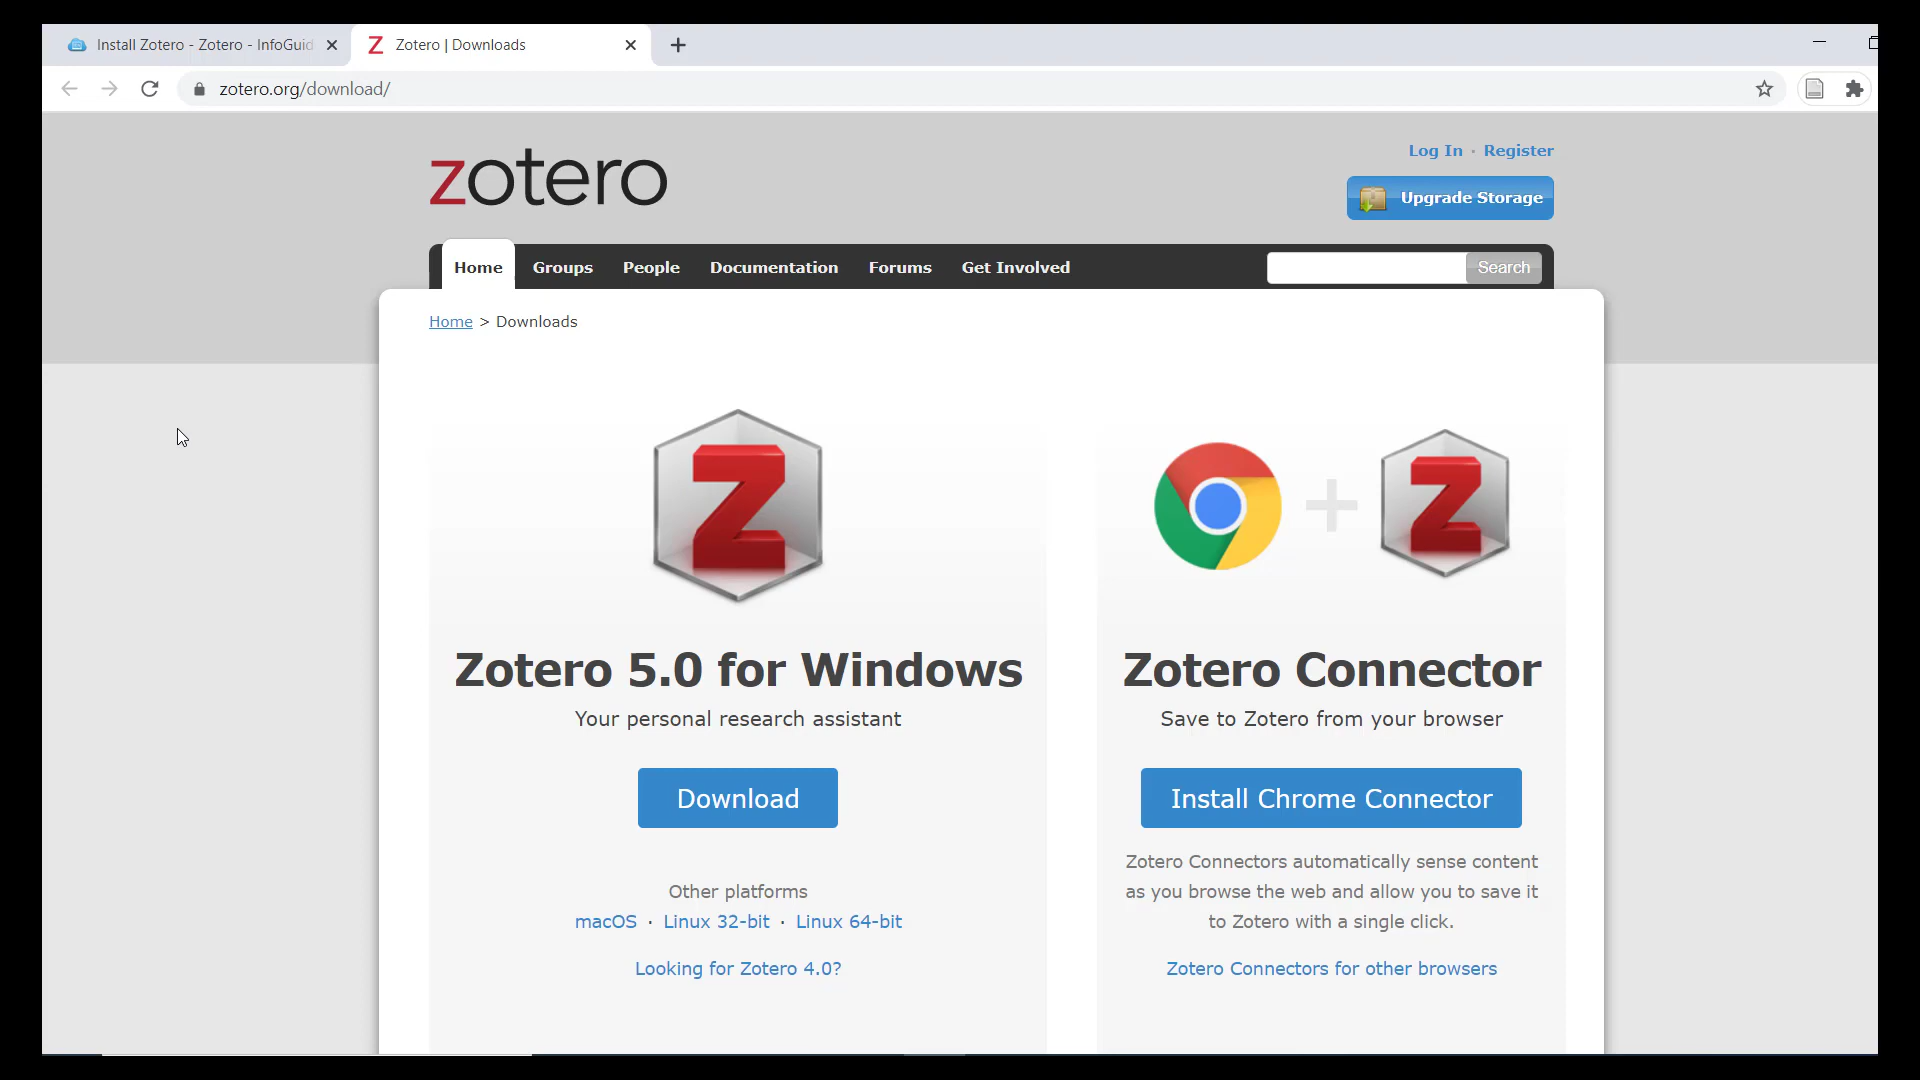 Install Zotero - Zotero - InfoGuid
Zotero | Downloads
zotero.org/download/
zotero
Log In · Register
Upgrade Storage
Home Groups People Documentation Forums Get Involved Search
Home > Downloads
Z
Z
Zotero 5.0 for Windows
Your personal research assistant
Download
Other platforms
macOS · Linux 32-bit · Linux 64-bit
Looking for Zotero 4.0?
Zotero Connector
Save to Zotero from your browser
Install Chrome Connector
Zotero Connectors automatically sense content
as you browse the web and allow you to save it
to Zotero with a single click.
Zotero Connectors for other browsers